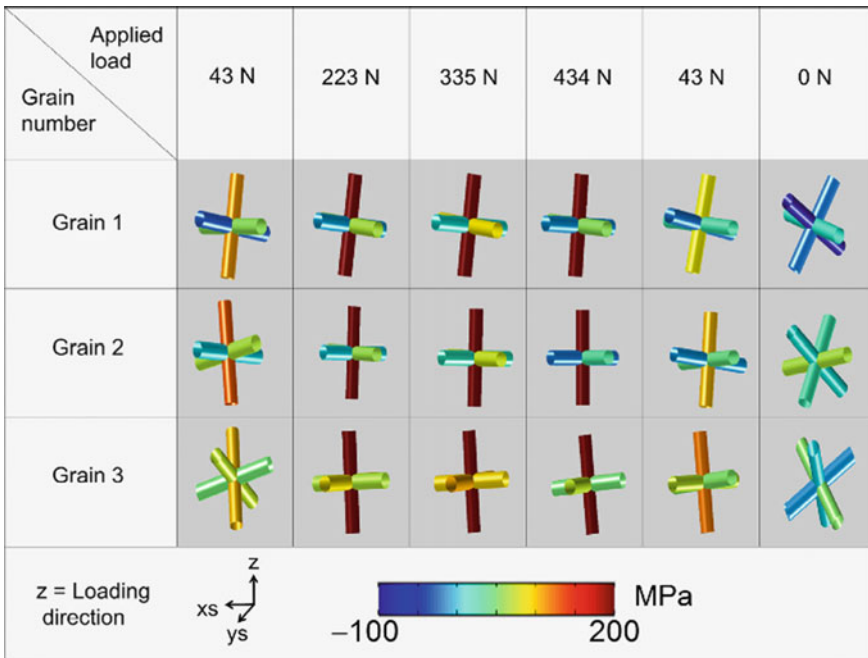 Applied
load
Grain
number
43 N 223 N 335 N 434 N 43 N 0 N
Grain 1
Grain 2
Grain 3
z = Loading
direction
z
xs
ys
MPa
−100 200